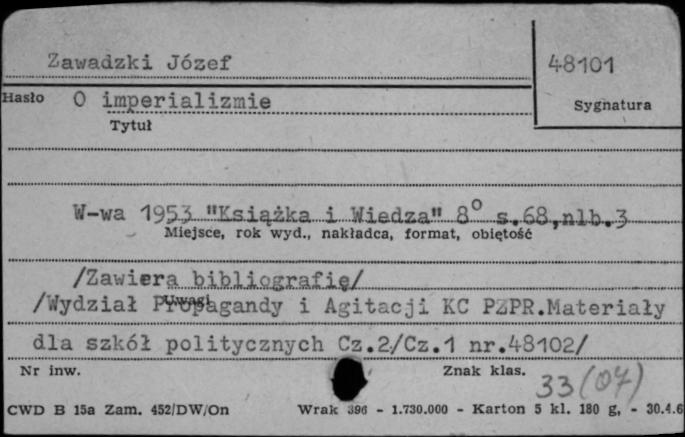 Zawadzki Józef
48101
Hasło O imperializmie
Sygnatura
Tytuł
W-wa 1953 "Książka i Wiedza" 8° s.68,nlb.3
Miejsce, rok wyd., nakładca, format, objętość
/Zawiera bibliografię/
Uwagi
/Wydział Propagandy i Agitacji KC PZPR.Materiały
dla szkół politycznych Cz.2/Cz.1 nr.48102/
Nr inw.
Znak klas. 33(04)
CWD B 15a Zam. 452/DW/On Wrak 396 - 1.730.000 - Karton 5 kl. 180 g, - 30.4.6